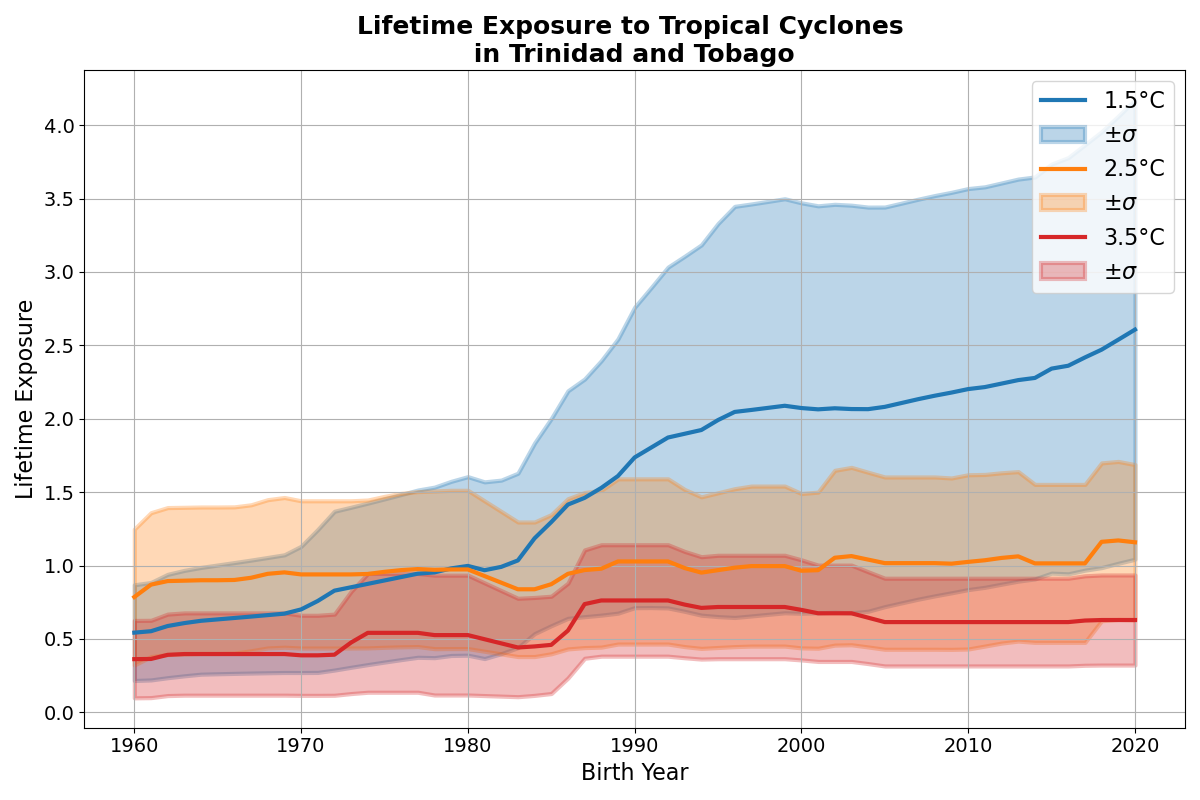 Lifetime Exposure to Tropical Cyclones
in Trinidad and Tobago
1.5°C
±σ
2.5°C
±σ
3.5°C
±σ
Lifetime Exposure
4.0
3.5
3.0
2.5
2.0
1.5
1.0
0.5
0.0
1960 1970 1980 1990 2000 2010 2020
Birth Year